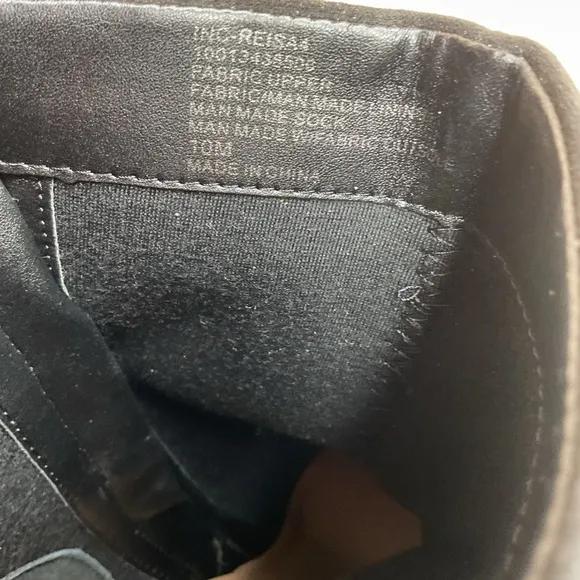 INC-REISA4
FABRIC UPPER
FABRIC/MAN MADE LINING
MAN MADE SOCK
MAN MADE W/FABRIC OUTSOLE
10M
MADE IN CHINA